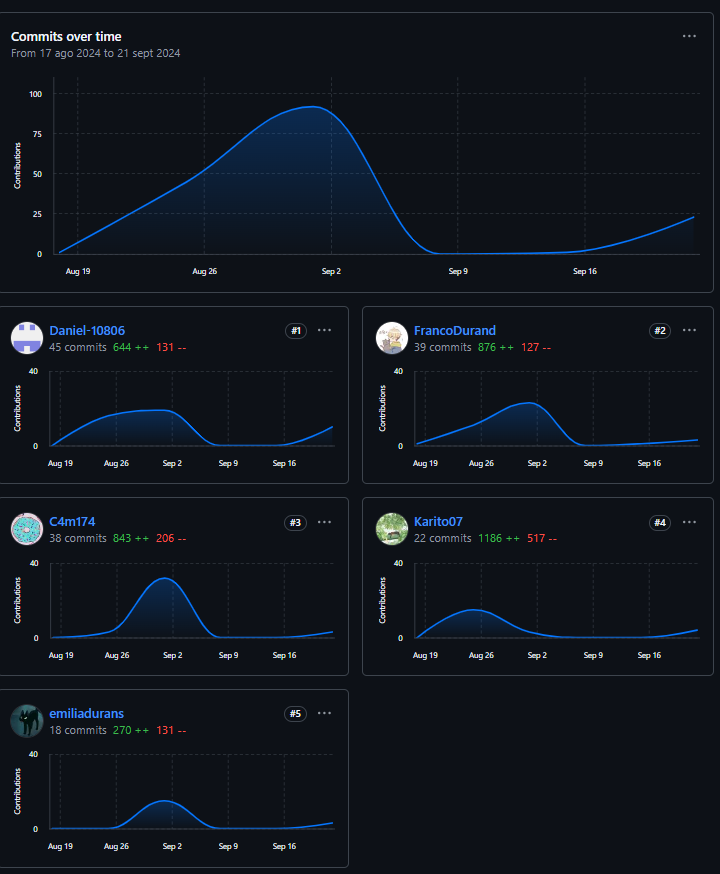 Commits over time
From 17 ago 2024 to 21 sept 2024
Contributions
100
75
50
25
0
Aug 19 Aug 26 Sep 2 Sep 9 Sep 16
Daniel-10806 #1
45 commits 644 ++ 131 --
Contributions
40
0
Aug 19 Aug 26 Sep 2 Sep 9 Sep 16
FrancoDurand #2
39 commits 876 ++ 127 --
Contributions
40
0
Aug 19 Aug 26 Sep 2 Sep 9 Sep 16
C4m174 #3
38 commits 843 ++ 206 --
Contributions
40
0
Aug 19 Aug 26 Sep 2 Sep 9 Sep 16
Karito07 #4
22 commits 1186 ++ 517 --
Contributions
40
0
Aug 19 Aug 26 Sep 2 Sep 9 Sep 16
emiliadurans #5
18 commits 270 ++ 131 --
Contributions
40
0
Aug 19 Aug 26 Sep 2 Sep 9 Sep 16